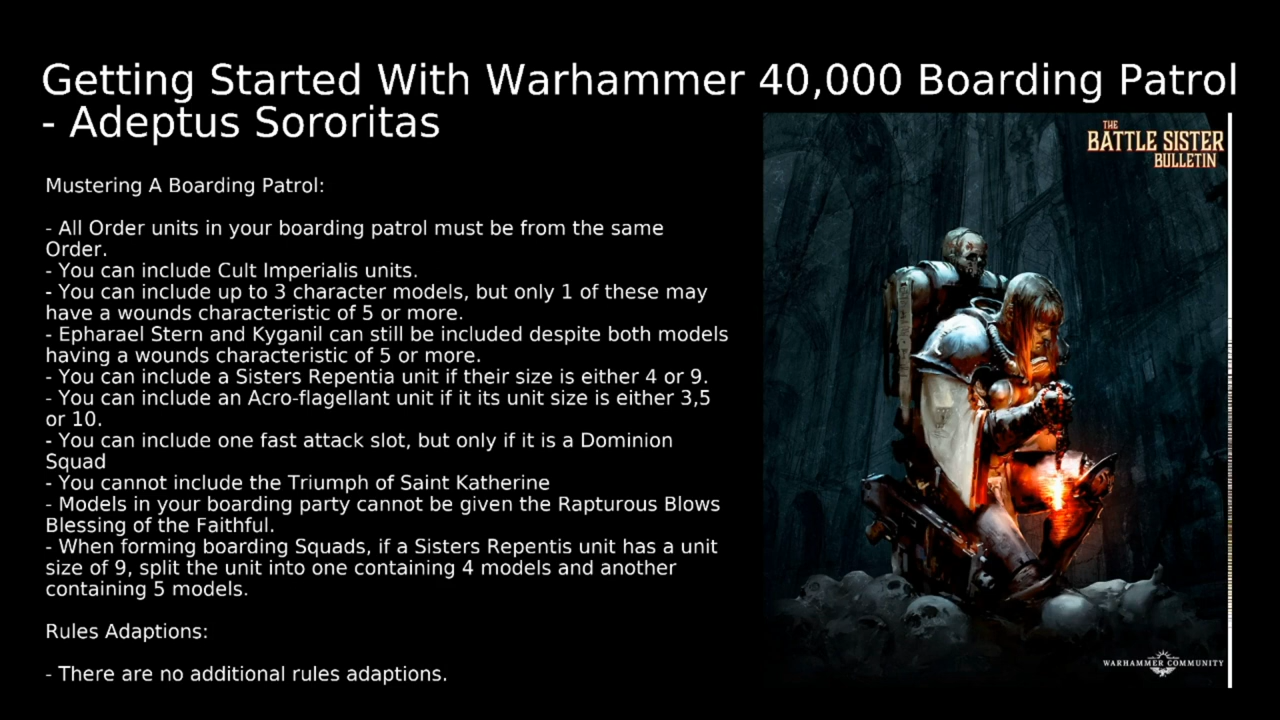 Getting Started With Warhammer 40,000 Boarding Patrol
- Adeptus Sororitas
Mustering A Boarding Patrol:
- All Order units in your boarding patrol must be from the same
Order.
- You can include Cult Imperialis units.
- You can include up to 3 character models, but only 1 of these may
have a wounds characteristic of 5 or more.
- Epharael Stern and Kyganil can still be included despite both models
having a wounds characteristic of 5 or more.
- You can include a Sisters Repentia unit if their size is either 4 or 9.
- You can include an Acro-flagellant unit if it its unit size is either 3,5
or 10.
- You can include one fast attack slot, but only if it is a Dominion
Squad
- You cannot include the Triumph of Saint Katherine
- Models in your boarding party cannot be given the Rapturous Blows
Blessing of the Faithful.
- When forming boarding Squads, if a Sisters Repentis unit has a unit
size of 9, split the unit into one containing 4 models and another
containing 5 models.
Rules Adaptions:
- There are no additional rules adaptions.
THE
BATTLE SISTER
BULLETIN
WARHAMMER COMMUNITY